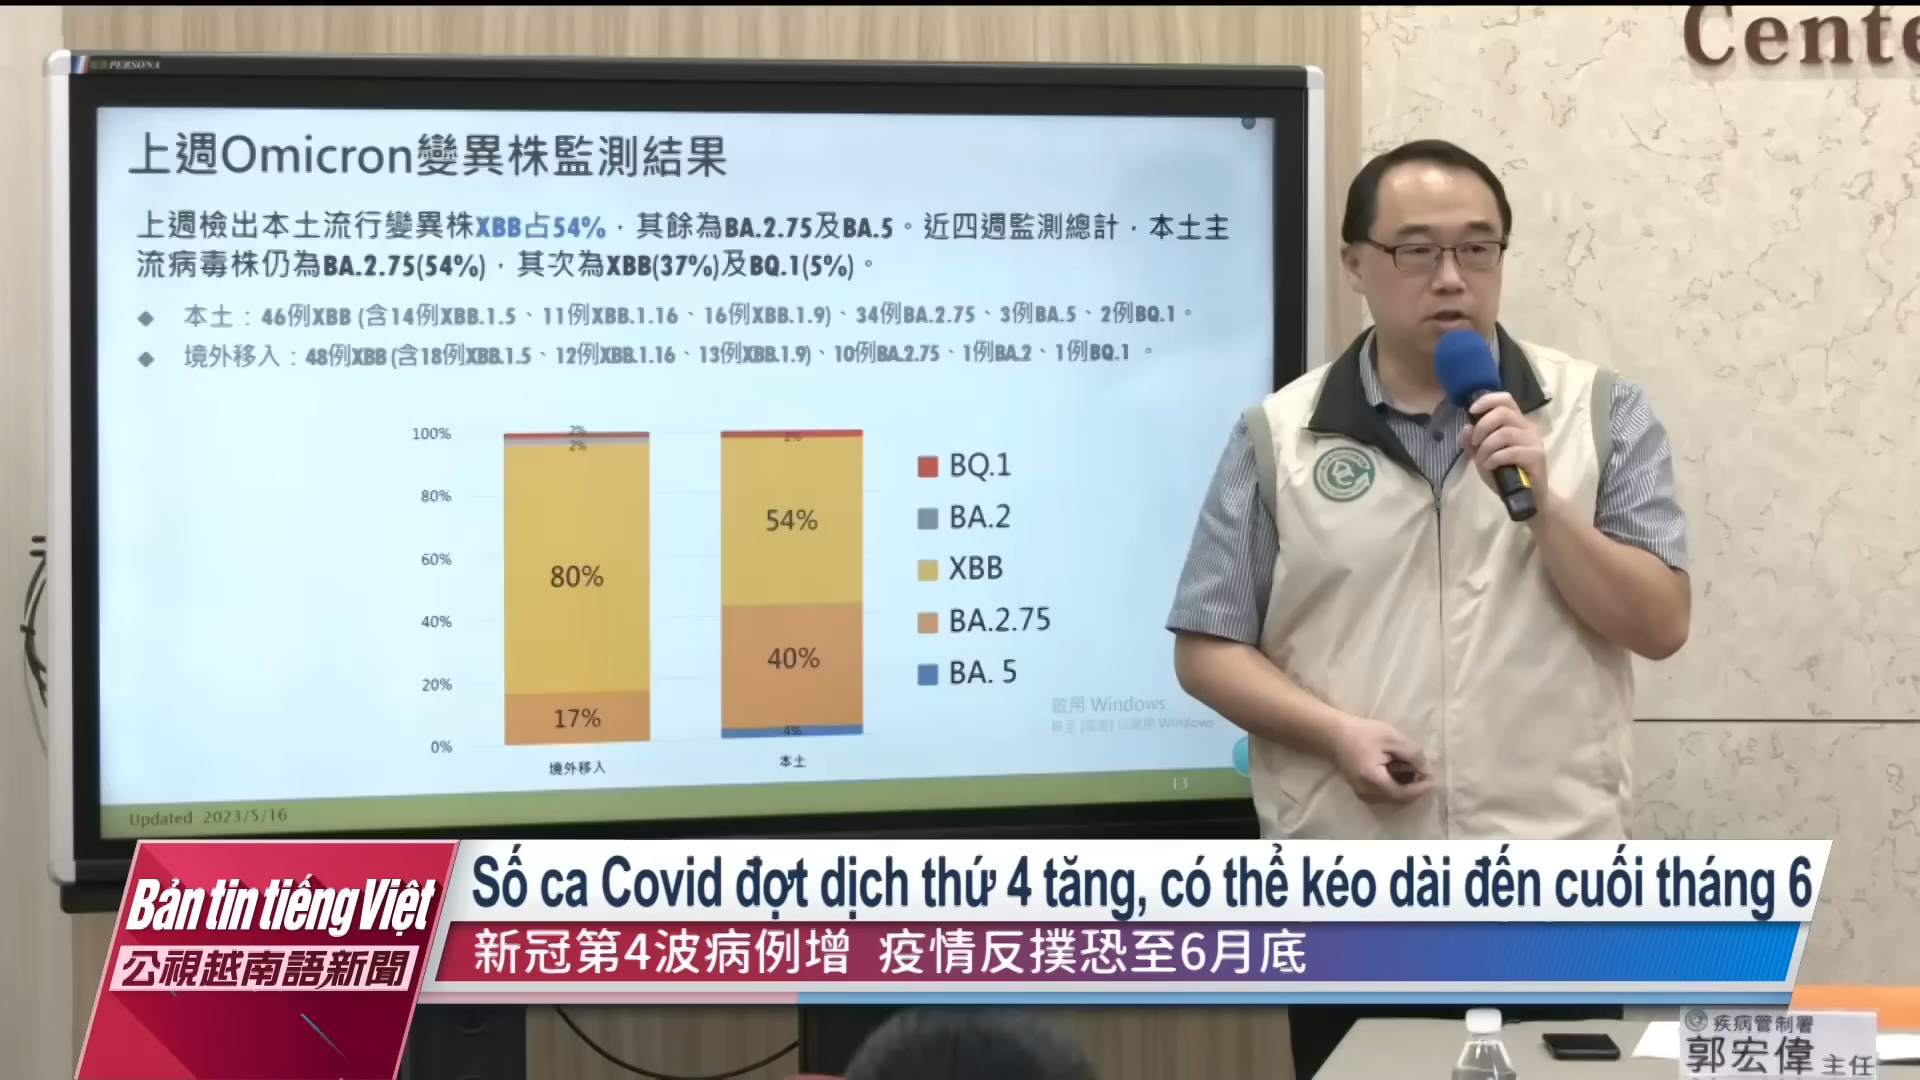 Cente
PERSONA
上週Omicron變異株監測結果
上週檢出本土流行變異株XBB占54%，其餘為BA.2.75及BA.5。近四週監測總計，本土主
流病毒株仍為BA.2.75(54%)，其次為XBB(37%)及BQ.1(5%)。
◆ 本土：46例XBB (含14例XBB.1.5、11例XBB.1.16、16例XBB.1.9)、34例BA.2.75、3例BA.5、2例BQ.1。
◆ 境外移入：48例XBB (含18例XBB.1.5、12例XBB.1.16、13例XBB.1.9)、10例BA.2.75、1例BA.2、1例BQ.1。
100%
80%
60%
40%
20%
0%
2%
2%
80%
17%
境外移入
2%
54%
40%
4%
本土
BQ.1
BA.2
XBB
BA.2.75
BA. 5
啟用 Windows
啟用 Windows
13
Updated 2023/5/16
Bản tin tiếng Việt
公視越南語新聞
Số ca Covid đợt dịch thứ 4 tăng, có thể kéo dài đến cuối tháng 6
新冠第4波病例增 疫情反撲恐至6月底
疾病管制署
郭宏偉 主任